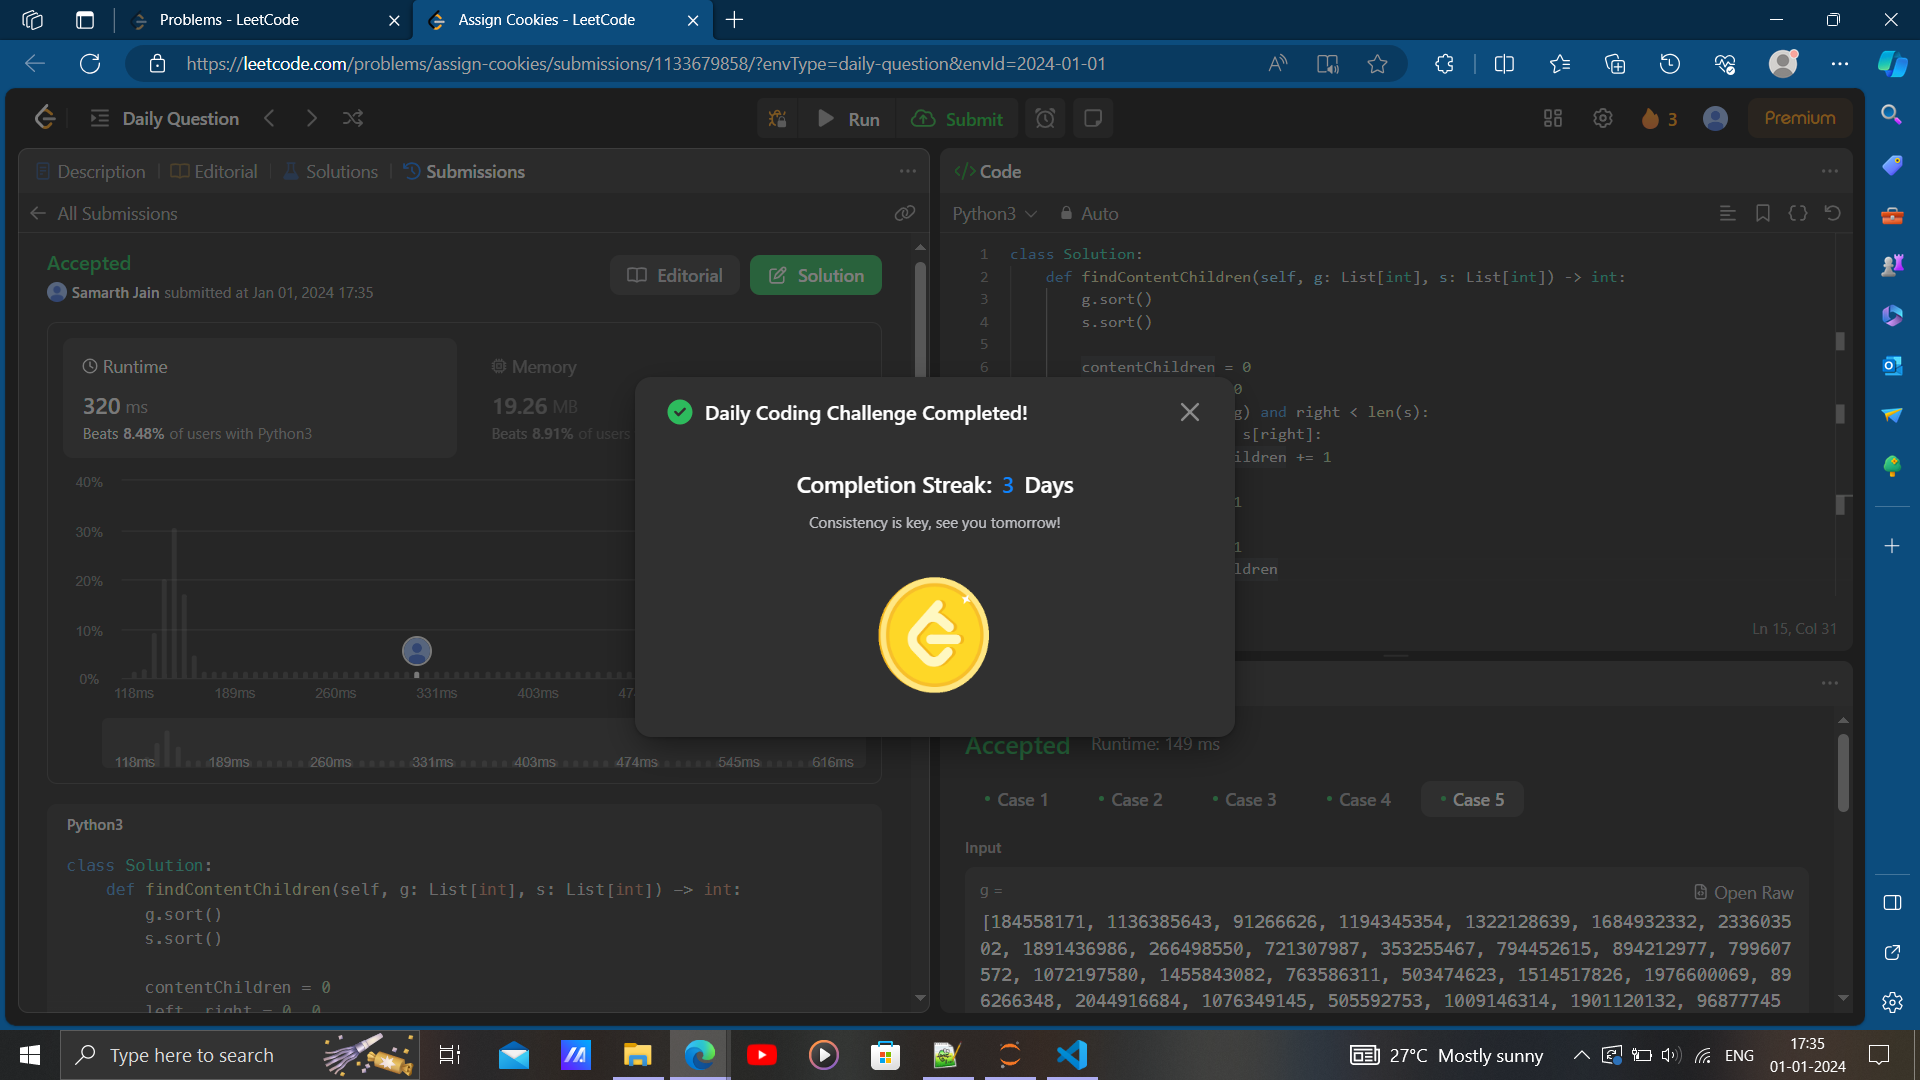 Problems - LeetCode
Assign Cookies - LeetCode
https://leetcode.com/problems/assign-cookies/submissions/1133679858/?envType=daily-question&envId=2024-01-01
Daily Question
Run
Submit
3
Premium
Description
Editorial
Solutions
Submissions
All Submissions
Accepted
Samarth Jain submitted at Jan 01, 2024 17:35
Editorial
Solution
Runtime
320 ms
Beats 8.48% of users with Python3
Memory
19.26 MB
Beats 8.91% of users
40%
30%
20%
10%
0%
118ms 189ms 260ms 331ms 403ms 47
118ms 189ms 260ms 331ms 403ms 474ms 545ms 616ms
Python3
class Solution:
def findContentChildren(self, g: List[int], s: List[int]) -> int:
g.sort()
s.sort()
contentChildren = 0
left, right = 0, 0
Daily Coding Challenge Completed!
Completion Streak: 3 Days
Consistency is key, see you tomorrow!
</> Code
Python3
Auto
1 class Solution:
2 def findContentChildren(self, g: List[int], s: List[int]) -> int:
3 g.sort()
4 s.sort()
5
6 contentChildren = 0
0
g) and right < len(s):
s[right]:
ildren += 1
1
1
ldren
Ln 15, Col 31
Accepted
Runtime: 149 ms
Case 1
Case 2
Case 3
Case 4
Case 5
Input
g =
Open Raw
[184558171, 1136385643, 91266626, 1194345354, 1322128639, 1684932332, 2336035
02, 1891436986, 266498550, 721307987, 353255467, 794452615, 894212977, 799607
572, 1072197580, 1455843082, 763586311, 503474623, 1514517826, 1976600069, 89
6266348, 2044916684, 1076349145, 505592753, 1009146314, 1901120132, 96877745
Type here to search
27°C Mostly sunny
ENG
17:35
01-01-2024